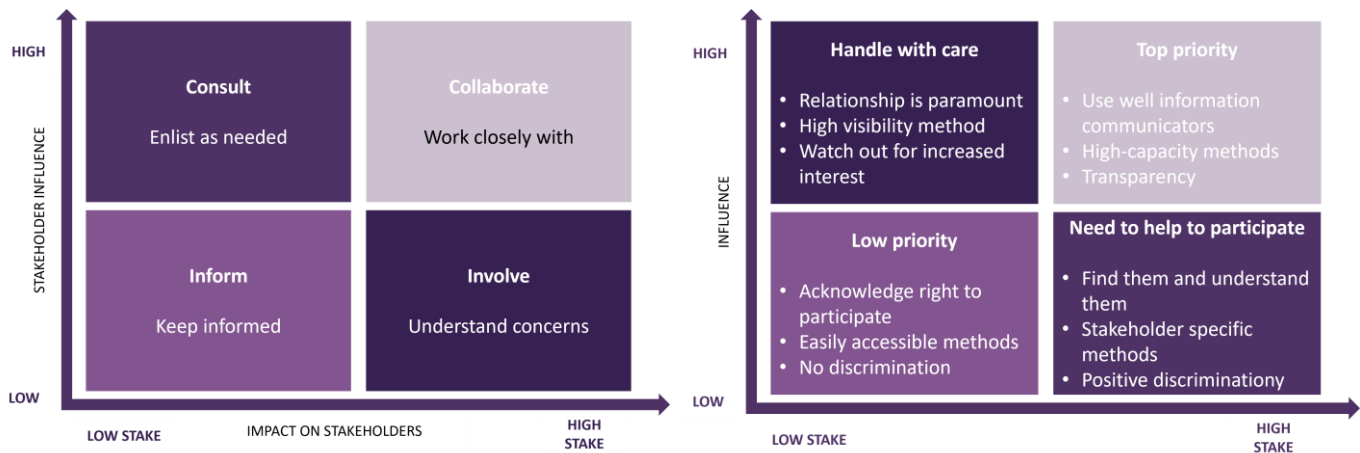 HIGH
STAKEHOLDER INFLUENCE
LOW
Consult
Enlist as needed
Collaborate
Work closely with
Inform
Keep informed
Involve
Understand concerns
LOW STAKE
IMPACT ON STAKEHOLDERS
HIGH
STAKE
HIGH
INFLUENCE
LOW
Handle with care
• Relationship is paramount
• High visibility method
• Watch out for increased
interest
Top priority
• Use well information
communicators
• High-capacity methods
• Transparency
Low priority
• Acknowledge right to
participate
• Easily accessible methods
• No discrimination
Need to help to participate
• Find them and understand
them
• Stakeholder specific
methods
• Positive discriminationy
LOW STAKE
HIGH
STAKE